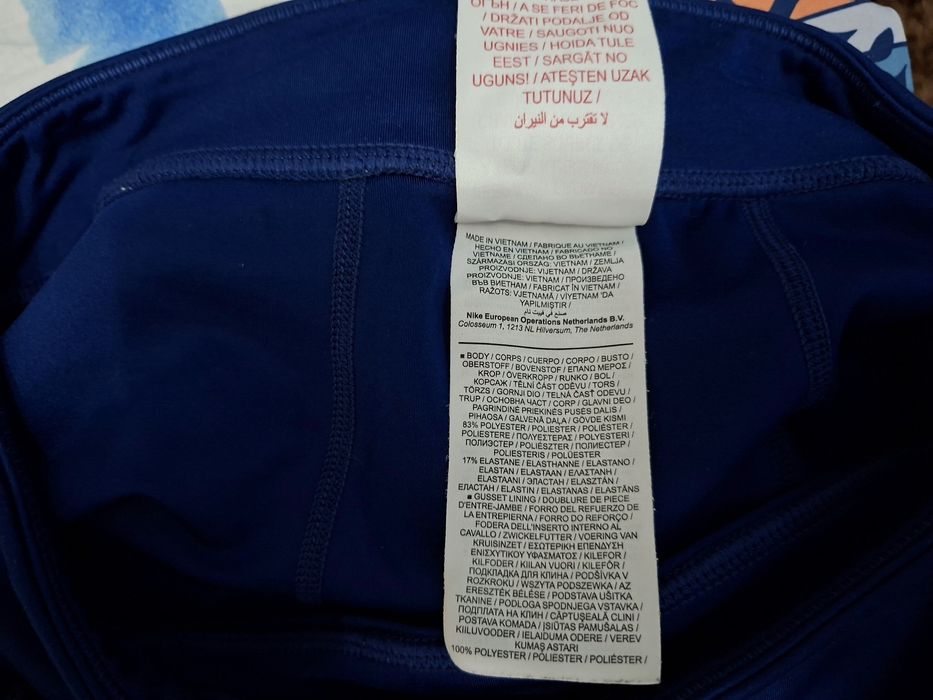 ОГЪН / A SE FERI DE FOC
/ DRŽATI PODALJE OD
VATRE / SAUGOTI NUO
UGNIES / HOIDA TULE
EEST / SARGĀT NO
UGUNS! / ATEŞTEN UZAK
TUTUNUZ /
لا تقترب من النيران
MADE IN VIETNAM / FABRIQUE AU VIETNAM /
HECHO EN VIETNAM / FABRICADO NO
VIETNAME / СДЕЛАНО ВО ВЬЕТНАМЕ /
SZÁRMAZÁSI ORSZÁG: VIETNAM / ZEMLJA
PROIZVODNJE: VIJETNAM / DRŽAVA
PROIZVODNJE: VIETNAM / ПРОИЗВЕДЕНО
ВЪВ ВИЕТНАМ / FABRICAT ÎN VIETNAM /
RAŽOTS: VJETNAMĀ / VİYETNAM 'DA
YAPILMIŞTIR /
صنع في فييت نام
Nike European Operations Netherlands B.V.
Colosseum 1, 1213 NL Hilversum, The Netherlands
■ BODY / CORPS / CUERPO / CORPO / BUSTO /
OBERSTOFF / BOVENSTOF / ΕΠΑΝΩ ΜΕΡΟΣ /
KROP / ÖVERKROPP / RUNKO / BOL /
КОРСАЖ / TĚLNÍ ČÁST ODĚVU / TORS /
TÖRZS / GORNJI DIO / TELNÁ ČASŤ ODEVU /
TRUP / ОСНОВНА ЧАСТ / CORP / GLAVNI DEO /
PAGRINDINĖ PRIEKINĖS PUSĖS DALIS /
PIHAOSA / GALVENĀ DAĻA / GÖVDE KISMI
83% POLYESTER / POLIESTER / POLIÉSTER /
POLIESTERE / ΠΟΛΥΕΣΤΕΡΑΣ / POLYESTERI /
ПОЛИЭСТЕР / POLIÉSZTER / ПОЛИЕСТЕР /
POLIESTERIS / POLÜESTER
17% ELASTANE / ELASTHANNE / ELASTANO /
ELASTAN / ELASTAAN / ΕΛΑΣΤΑΝΗ /
ELASTAANI / ЭЛАСТАН / ELASZTÁN /
ЕЛАСТАН / ELASTIN / ELASTANAS / ELASTĀNS
■ GUSSET LINING / DOUBLURE DE PIECE
D'ENTRE-JAMBE / FORRO DEL REFUERZO DE
LA ENTREPIERNA / FORRO DO REFORÇO /
FODERA DELL'INSERTO INTERNO AL
CAVALLO / ZWICKELFUTTER / VOERING VAN
KRUISINZET / ΕΣΩΤΕΡΙΚΗ ΕΠΕΝΔΥΣΗ
ΕΝΙΣΧΥΤΙΚΟΥ ΥΦΑΣΜΑΤΟΣ / KILEFOR /
KILFODER / KIILAN VUORI / KILEFÔR /
ПОДКЛАДКА ДЛЯ КЛИНА / PODŠÍVKA V
ROZKROKU / WSZYTA PODSZEWKA / AZ
ERESZTÉK BÉLÉSE / PODSTAVA UŠITKA
TKANINE / PODLOGA SPODNJEGA VSTAVKA /
ПОДПЛАТА НА КЛИН / CĂPTUŞEALĂ CLINI /
POSTAVA KOMADA / ĮSIŪTAS PAMUŠALAS /
KIILUVOODER / IELAIDUMA ODERE / VEREV
KUMAŞ ASTARI
100% POLYESTER / POLIESTER / POLIÉSTER /